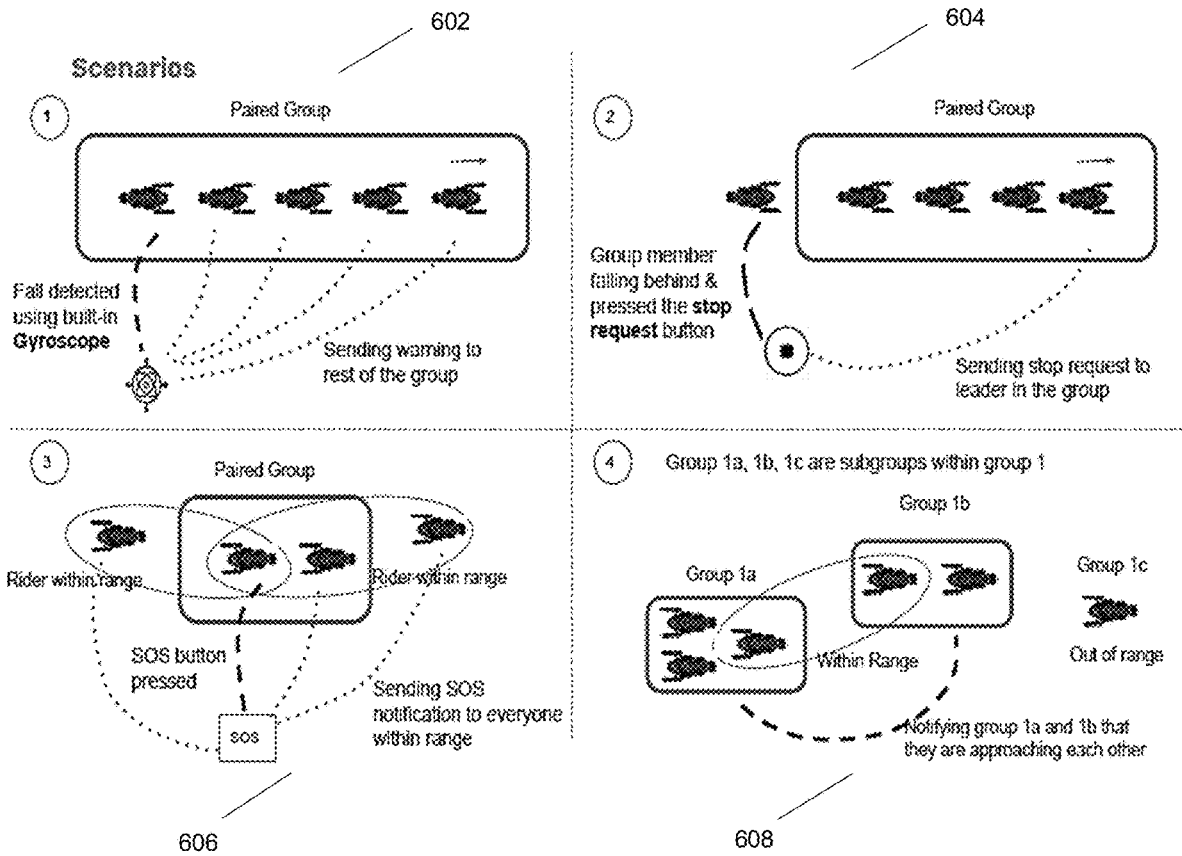 602
604
Scenarios
1
Paired Group
Fall detected
using built-in
Gyroscope
Sending warning to
rest of the group
2
Paired Group
Group member
falling behind &
pressed the stop
request button
Sending stop request to
leader in the group
3
Paired Group
Rider within range
Rider within range
SOS button
pressed
SOS
Sending SOS
notification to everyone
within range
4
Group 1a, 1b, 1c are subgroups within group 1
Group 1b
Group 1a
Group 1c
Within Range
Out of range
Notifying group 1a and 1b that
they are approaching each other
606
608